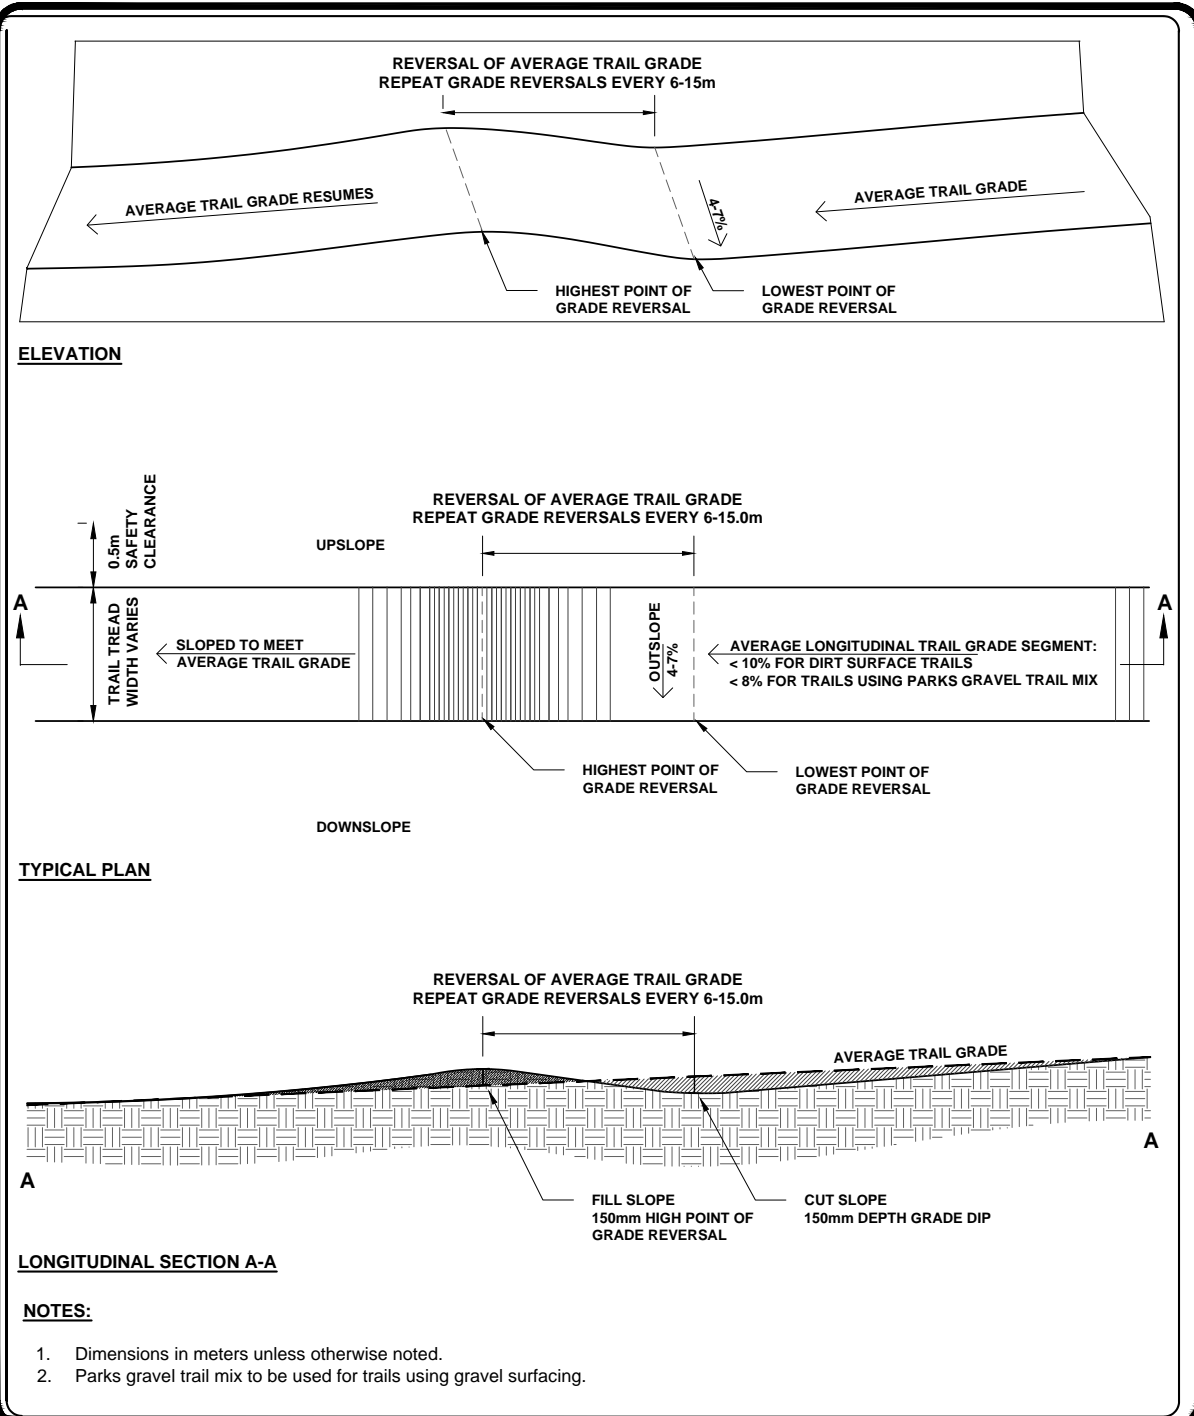 REVERSAL OF AVERAGE TRAIL GRADE
REPEAT GRADE REVERSALS EVERY 6-15m
AVERAGE TRAIL GRADE RESUMES
4-7%
AVERAGE TRAIL GRADE
HIGHEST POINT OF
GRADE REVERSAL
LOWEST POINT OF
GRADE REVERSAL
ELEVATION
0.5m
SAFETY
CLEARANCE
REVERSAL OF AVERAGE TRAIL GRADE
REPEAT GRADE REVERSALS EVERY 6-15.0m
UPSLOPE
A
A
TRAIL TREAD
WIDTH VARIES
SLOPED TO MEET
AVERAGE TRAIL GRADE
OUTSLOPE
4-7%
AVERAGE LONGITUDINAL TRAIL GRADE SEGMENT:
< 10% FOR DIRT SURFACE TRAILS
< 8% FOR TRAILS USING PARKS GRAVEL TRAIL MIX
HIGHEST POINT OF
GRADE REVERSAL
LOWEST POINT OF
GRADE REVERSAL
DOWNSLOPE
TYPICAL PLAN
REVERSAL OF AVERAGE TRAIL GRADE
REPEAT GRADE REVERSALS EVERY 6-15.0m
AVERAGE TRAIL GRADE
A
A
FILL SLOPE
150mm HIGH POINT OF
GRADE REVERSAL
CUT SLOPE
150mm DEPTH GRADE DIP
LONGITUDINAL SECTION A-A
NOTES:
1. Dimensions in meters unless otherwise noted.
2. Parks gravel trail mix to be used for trails using gravel surfacing.